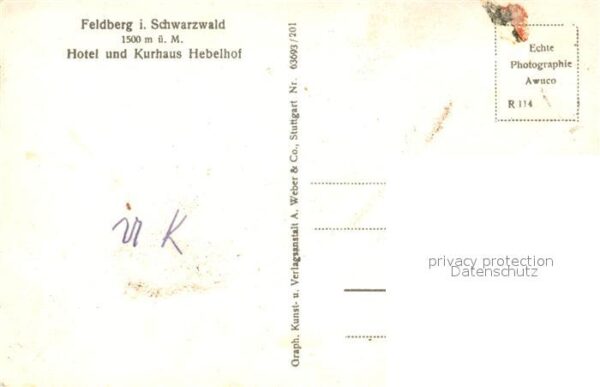 Feldberg i. Schwarzwald
1500 m ü. M.
Hotel und Kurhaus Hebelhof
Graph. Kunst- u. Verlagsanstalt A. Weber & Co., Stuttgart Nr. 63693/201
Echte
Photographie
Awuco
R 114
K
privacy protection
Datenschutz